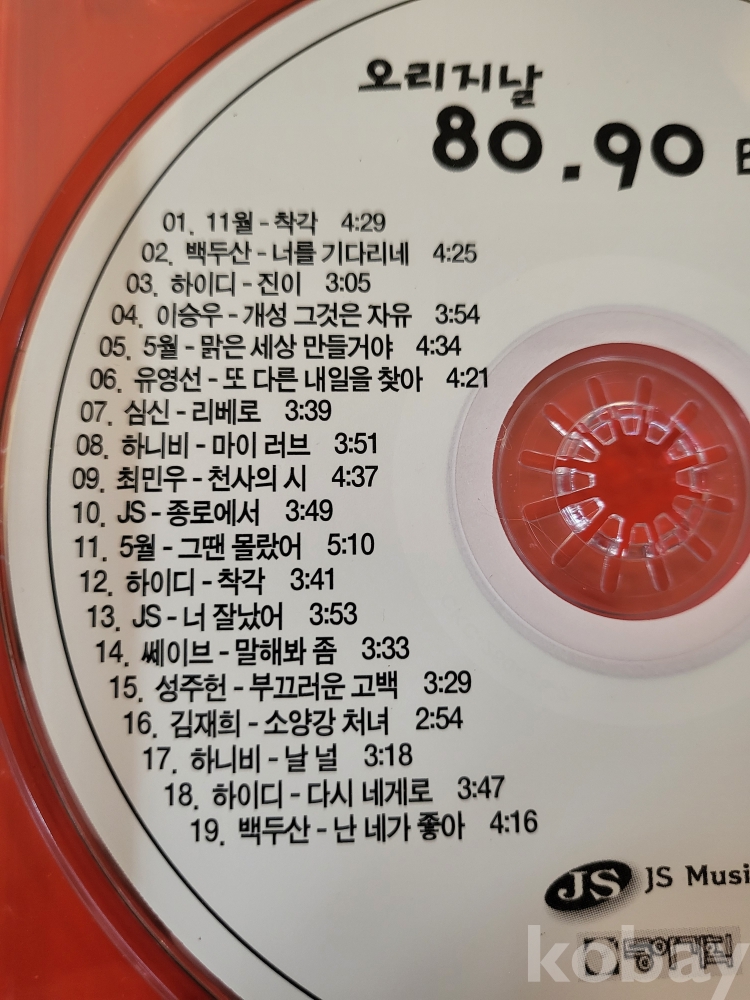 오리지날
80.90
01. 11월 - 착각 4:29
02. 백두산 - 너를 기다리네 4:25
03. 하이디 - 진이 3:05
04. 이승우 - 개성 그것은 자유 3:54
05. 5월 - 맑은 세상 만들거야 4:34
06. 유영선 - 또 다른 내일을 찾아 4:21
07. 심신 - 리베로 3:39
08. 하니비 - 마이 러브 3:51
09. 최민우 - 천사의 시 4:37
10. JS - 종로에서 3:49
11. 5월 - 그땐 몰랐어 5:10
12. 하이디 - 착각 3:41
13. JS - 너 잘났어 3:53
14. 쎄이브 - 말해봐 좀 3:33
15. 성주헌 - 부끄러운 고백 3:29
16. 김재희 - 소양강 처녀 2:54
17. 하니비 - 날 널 3:18
18. 하이디 - 다시 네게로 3:47
19. 백두산 - 난 네가 좋아 4:16
JS JS Musi
kobay